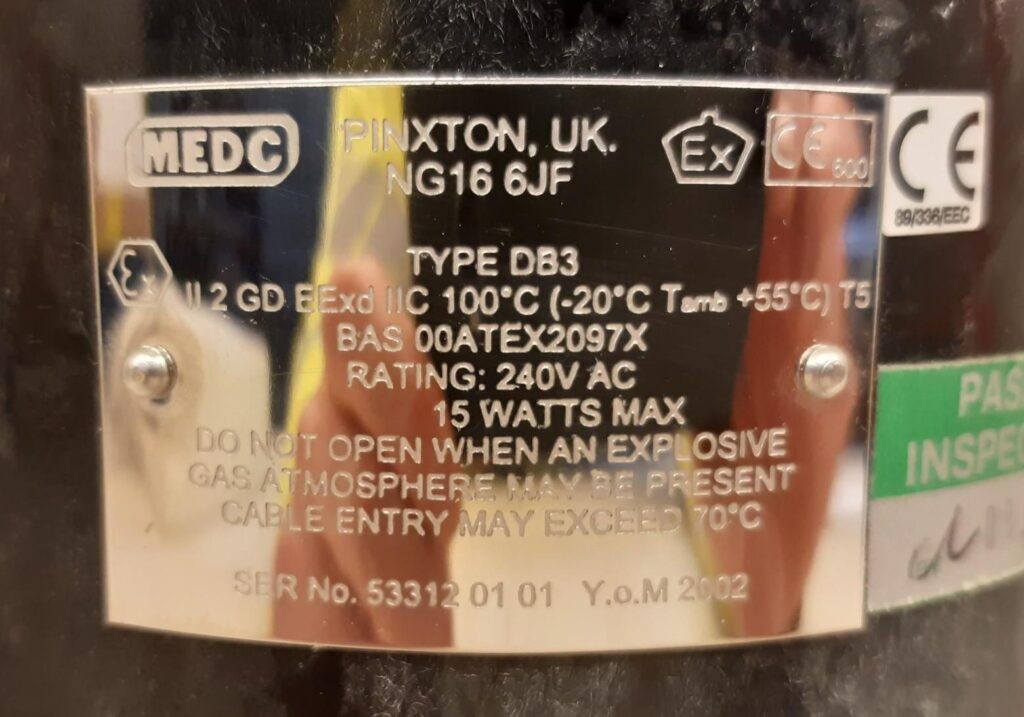 MEDC
PINXTON, UK.
NG16 6JF
Ex
CE 600
CE
89/336/EEC
TYPE DB3
Ex II 2 GD EExd IIC 100°C (-20°C Tamb +55°C) T5
BAS 00ATEX2097X
RATING: 240V AC
15 WATTS MAX
DO NOT OPEN WHEN AN EXPLOSIVE
GAS ATMOSPHERE MAY BE PRESENT
CABLE ENTRY MAY EXCEED 70°C
SER No. 53312 01 01 Y.o.M 2002
PAS
INSPE